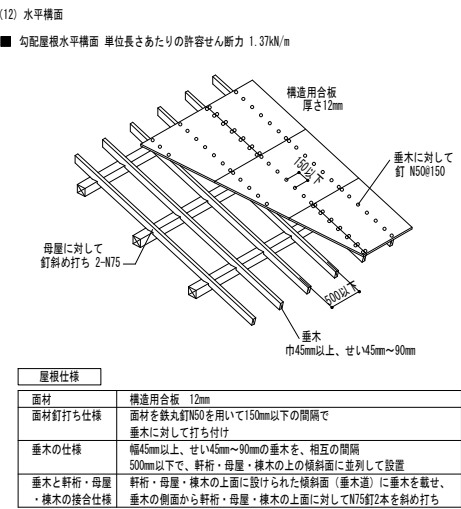 (12) 水平構面
■ 勾配屋根水平構面 単位長さあたりの許容せん断力 1.37kN/m
構造用合板
厚さ12mm
150以下
垂木に対して
釘 N50@150
母屋に対して
釘斜め打ち 2-N75
500以下
垂木
巾45mm以上、せい45mm～90mm
屋根仕様
面材 構造用合板 12mm
面材釘打ち仕様 面材を鉄丸釘N50を用いて150mm以下の間隔で
垂木に対して打ち付け
垂木の仕様 幅45mm以上、せい45mm～90mmの垂木を、相互の間隔
500mm以下で、軒桁・母屋・棟木の上の傾斜面に並列して設置
垂木と軒桁・母屋 軒桁・母屋・棟木の上面に設けられた傾斜面（垂木道）に垂木を載せ、
・棟木の接合仕様 垂木の側面から軒桁・母屋・棟木の上面に対してN75釘2本を斜め打ち